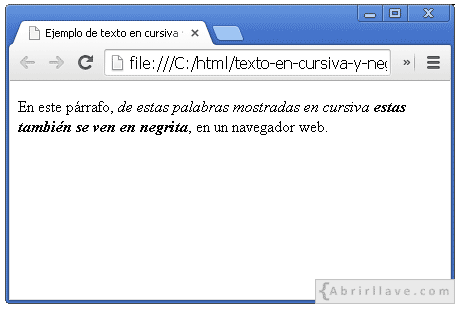 Ejemplo de texto en cursiva
file:///C:/html/texto-en-cursiva-y-neg
»
En este párrafo, de estas palabras mostradas en cursiva estas
también se ven en negrita, en un navegador web.
{Abrirllave.com